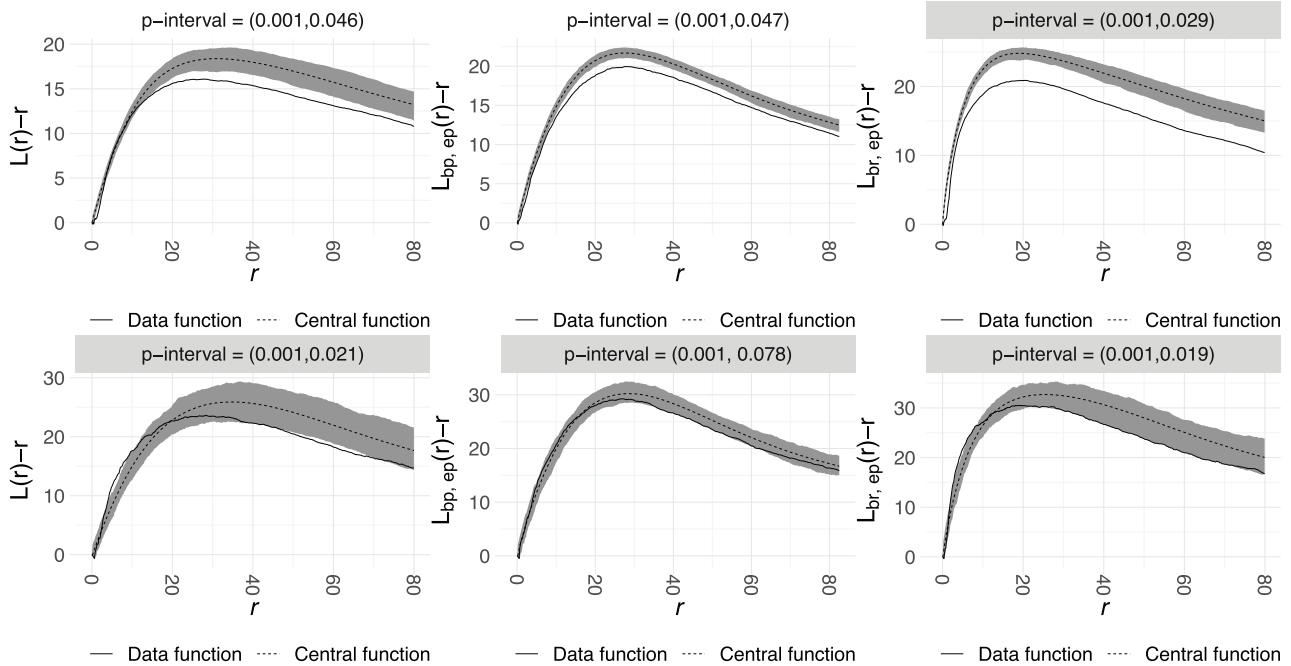 p−interval = (0.001,0.046)
L(r)−r
20
15
10
5
0
0
20
40
60
80
r
Data function
Central function
p−interval = (0.001,0.047)
L_bp, ep(r)−r
20
15
10
5
0
0
20
40
60
80
r
Data function
Central function
p−interval = (0.001,0.029)
L_br, ep(r)−r
20
10
0
0
20
40
60
80
r
Data function
Central function
p−interval = (0.001,0.021)
L(r)−r
30
20
10
0
0
20
40
60
80
r
Data function
Central function
p−interval = (0.001, 0.078)
L_bp, ep(r)−r
30
20
10
0
0
20
40
60
80
r
Data function
Central function
p−interval = (0.001,0.019)
L_br, ep(r)−r
30
20
10
0
0
20
40
60
80
r
Data function
Central function